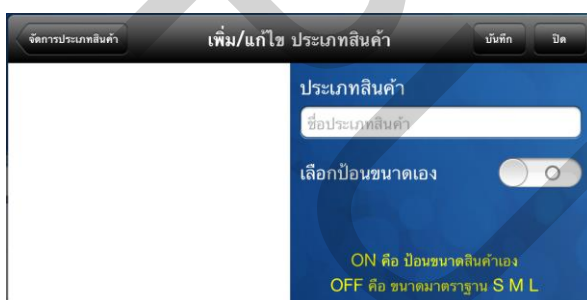 จัดการประเภทสินค้า เพิ่ม/แก้ไข ประเภทสินค้า บันทึก ปิด
ประเภทสินค้า
ชื่อประเภทสินค้า
เลือกป้อนขนาดเอง
ON คือ ป้อนขนาดสินค้าเอง
OFF คือ ขนาดมาตราฐาน S M L